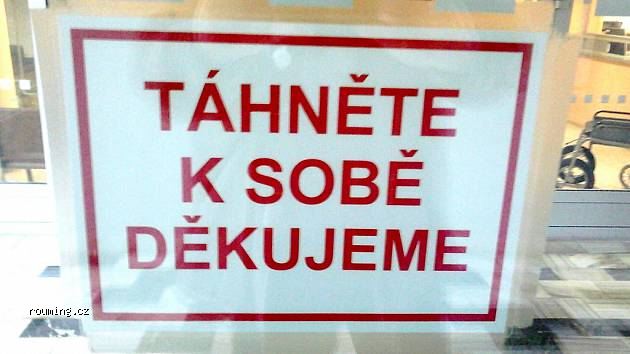 TÁHNĚTE
K SOBĚ
DĚKUJEME
rouming.cz